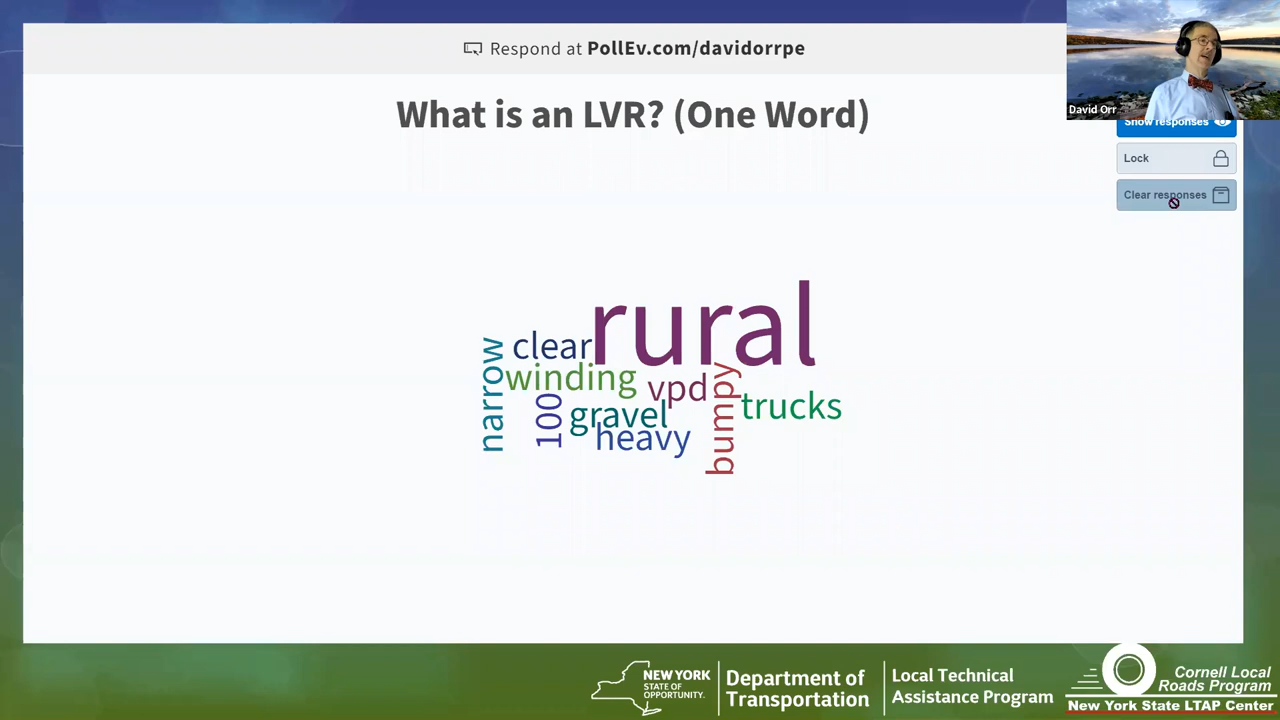 Respond at PollEv.com/davidorrpe
David Orr
What is an LVR? (One Word)
Show responses
Lock
Clear responses
rural
clear
narrow
winding
vpd
100
gravel
heavy
bumpy
trucks
NEW YORK
STATE OF
OPPORTUNITY.
Department of
Transportation
Local Technical
Assistance Program
Cornell Local
Roads Program
New York State LTAP Center